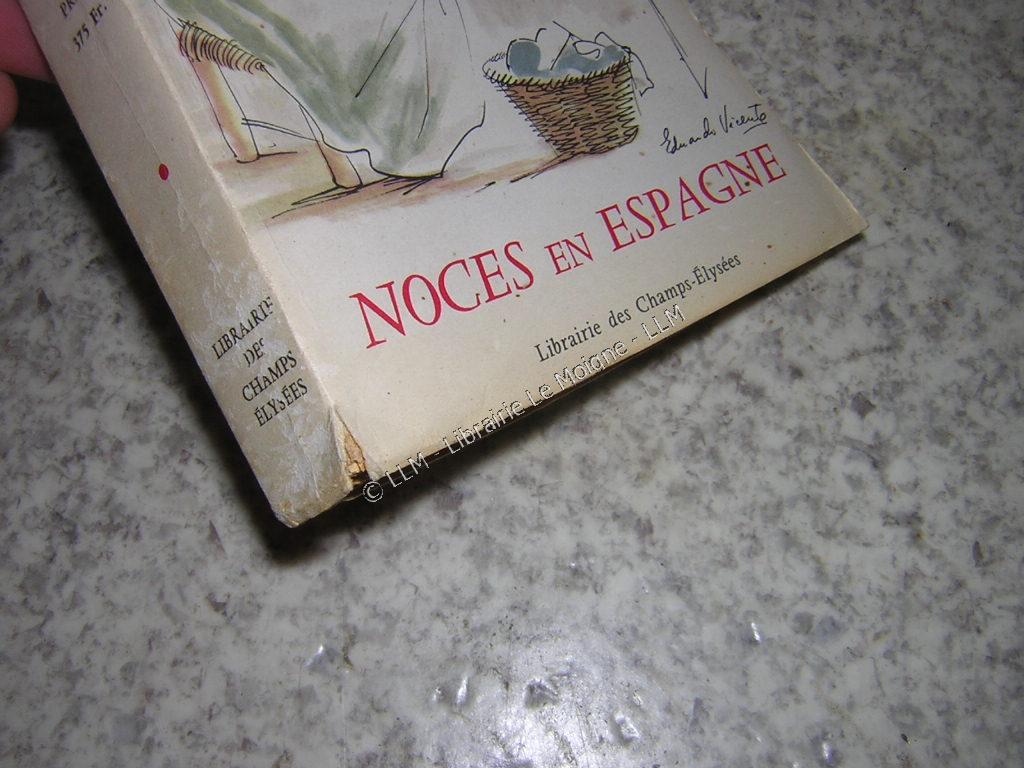 375 Fr.
LIBRAIRIE
DES
CHAMPS
ÉLYSÉES
Eduardo Vicente
NOCES EN ESPAGNE
Librairie des Champs-Élysées
© LLM - Librairie Le Moigne - LLM